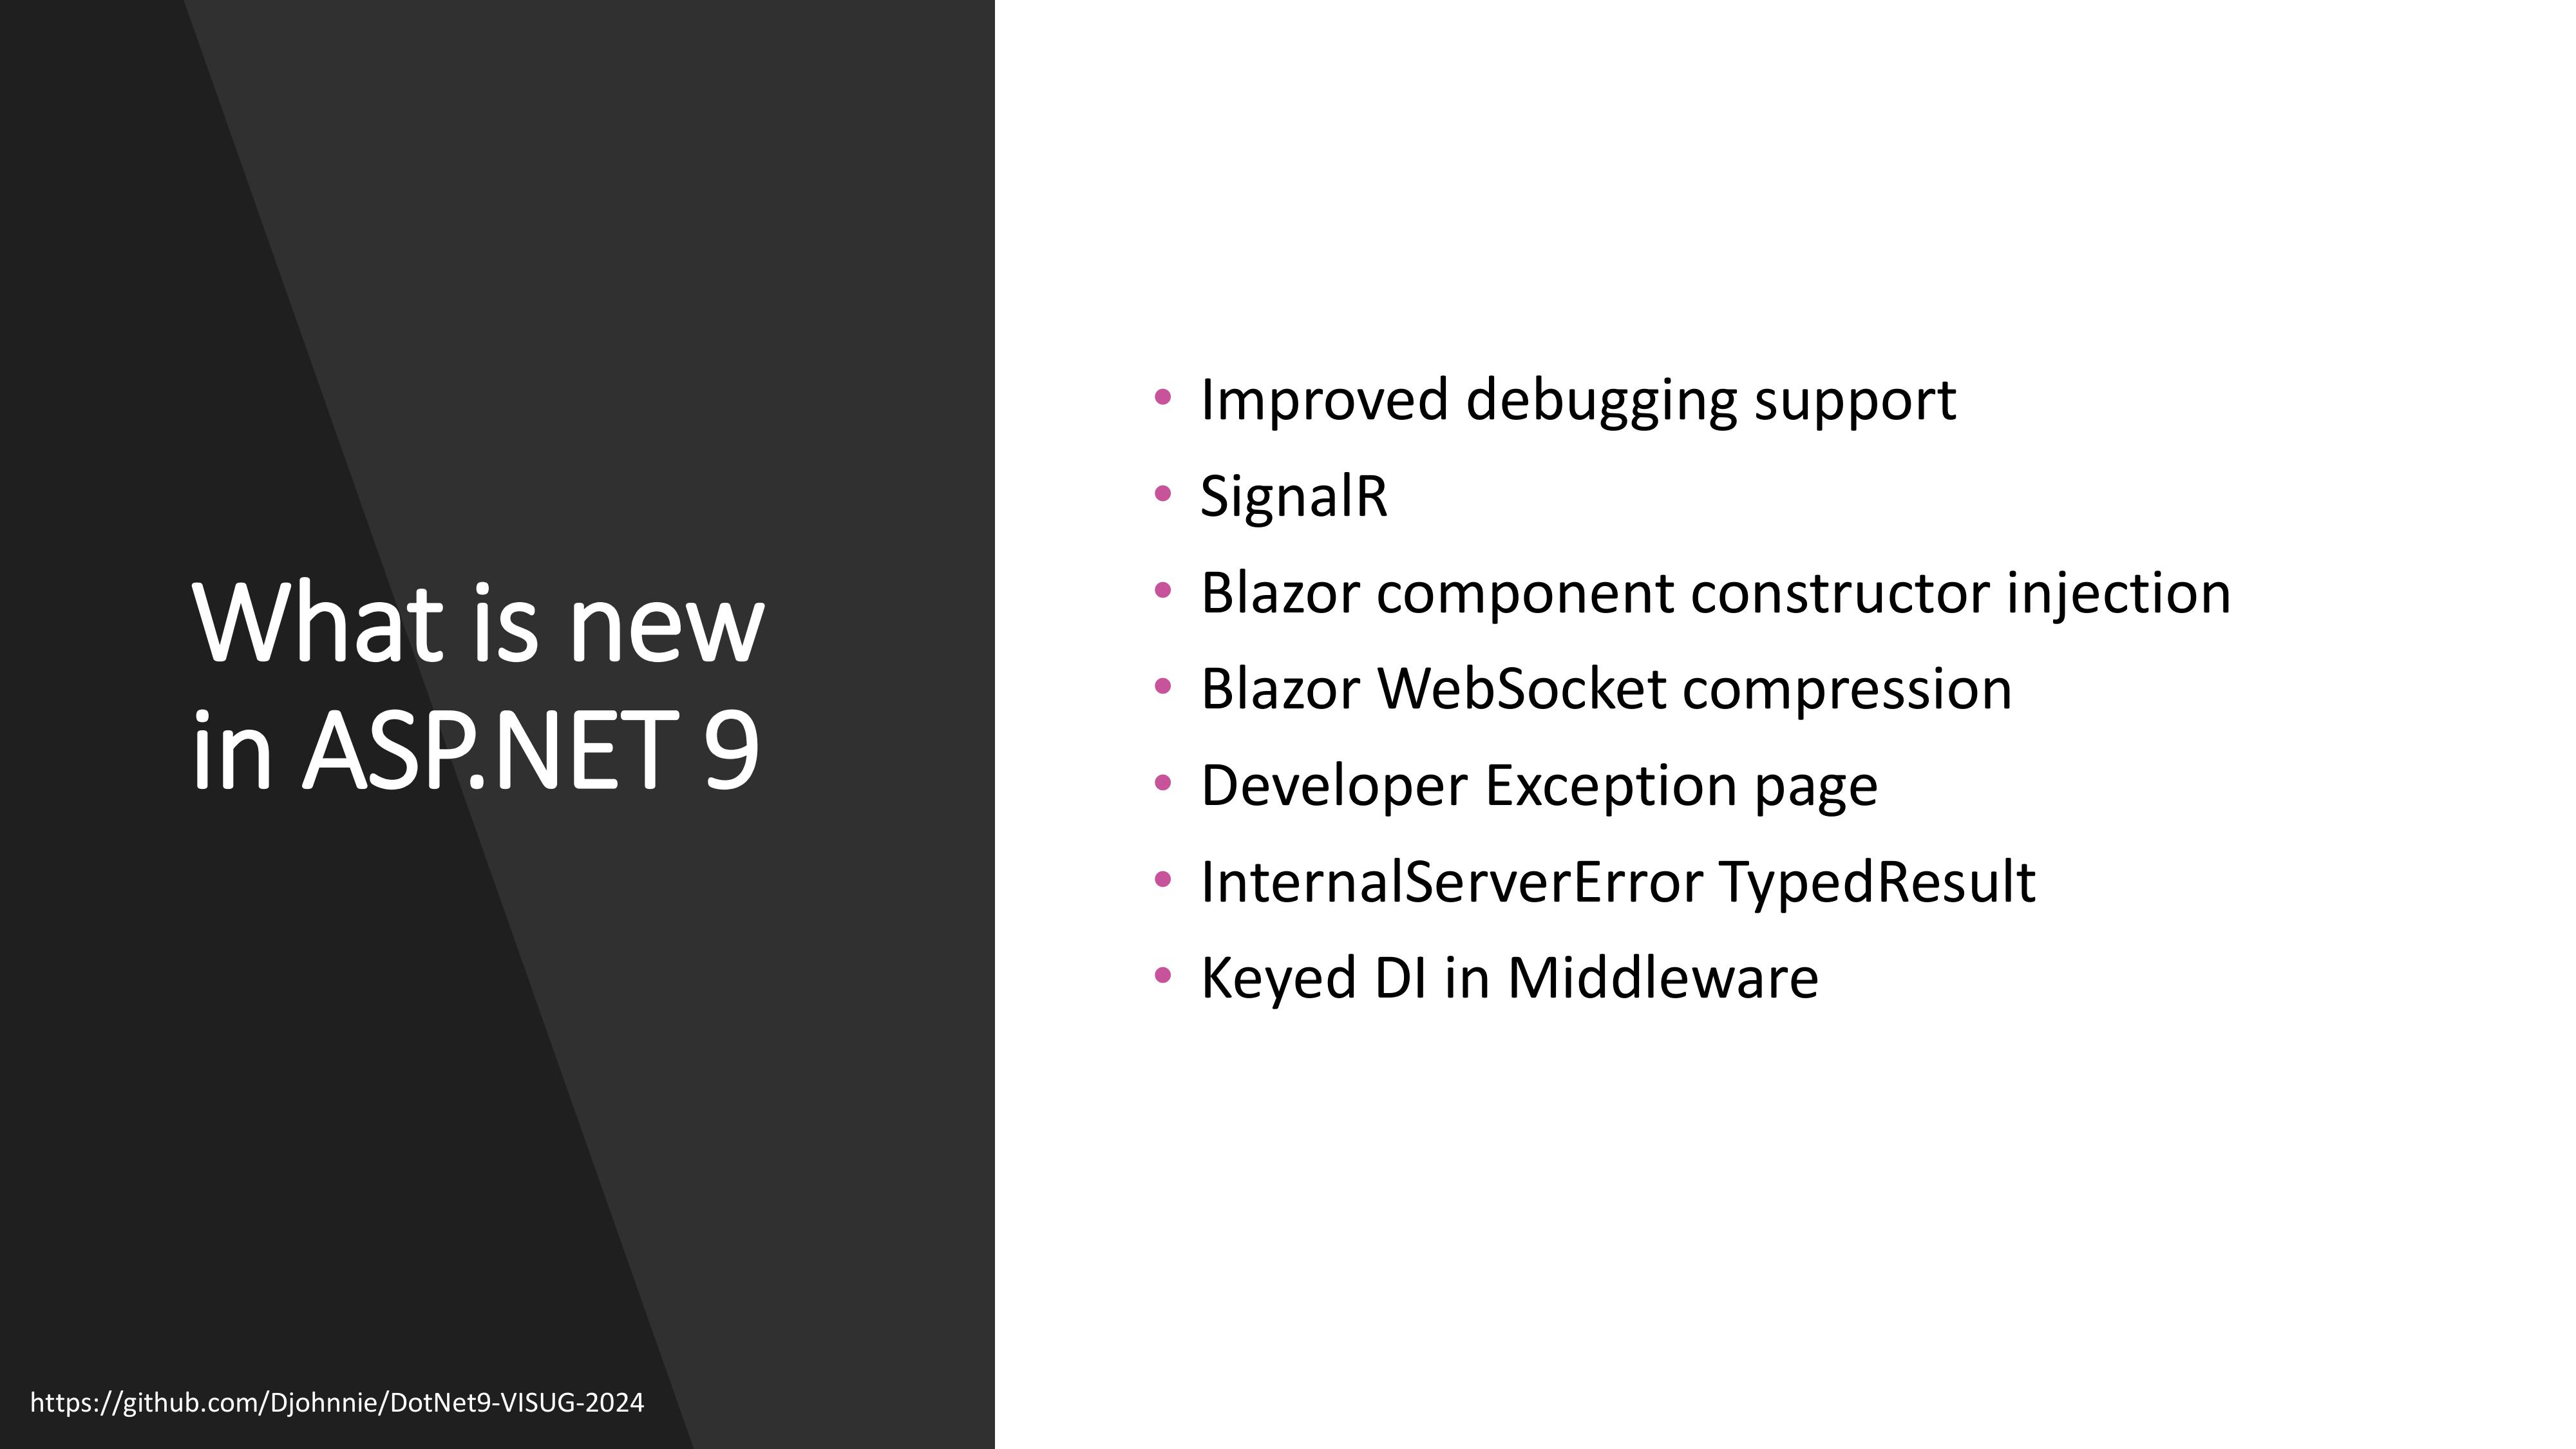 What is new
in ASP.NET 9
• Improved debugging support
• SignalR
• Blazor component constructor injection
• Blazor WebSocket compression
• Developer Exception page
• InternalServerError TypedResult
• Keyed DI in Middleware
https://github.com/Djohnnie/DotNet9-VISUG-2024